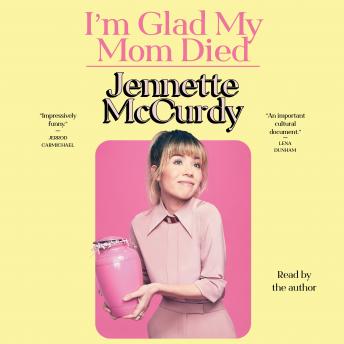 I'm Glad My
Mom Died
Jennette
McCurdy
"Impressively
funny."
—
JERROD
CARMICHAEL
"An important
cultural
document."
—
LENA
DUNHAM
Read by
the author